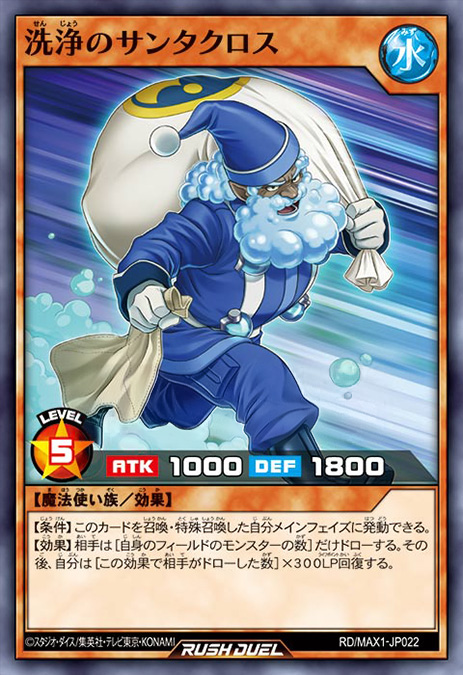 洗浄のサンタクロス
水
LEVEL
5
ATK 1000 DEF 1800
【魔法使い族／効果】
【条件】このカードを召喚・特殊召喚した自分メインフェイズに発動できる。
【効果】相手は[自身のフィールドのモンスターの数]だけドローする。その
後、自分は[この効果で相手がドローした数]×300LP回復する。
©スタジオ・ダイス/集英社・テレビ東京・KONAMI
RUSH DUEL
RD/MAX1-JP022